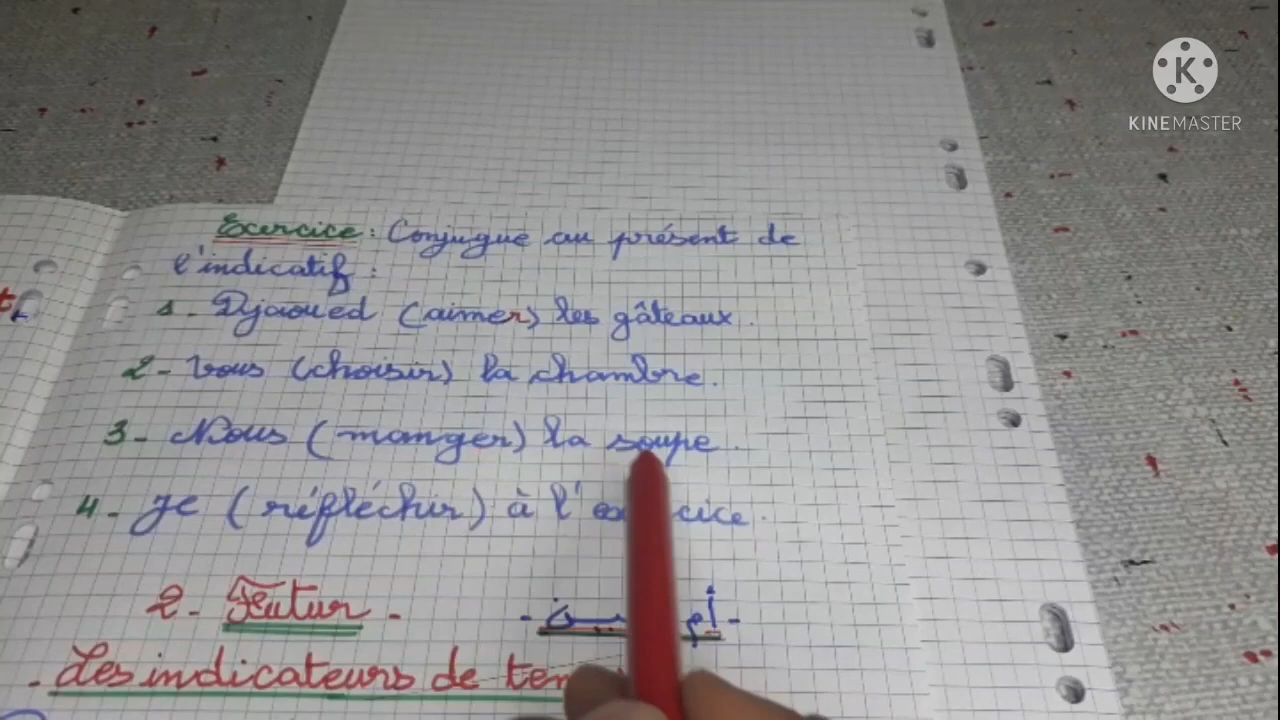 KINEMASTER
Exercice : Conjugue au présent de
l'indicatif :
1. Djaoued (aimer) les gâteaux.
2- Vous (choisir) la chambre.
3- Nous (manger) la soupe.
4. Je (réfléchir) à l'exercice.
2- Futur -
. Les indicateurs de